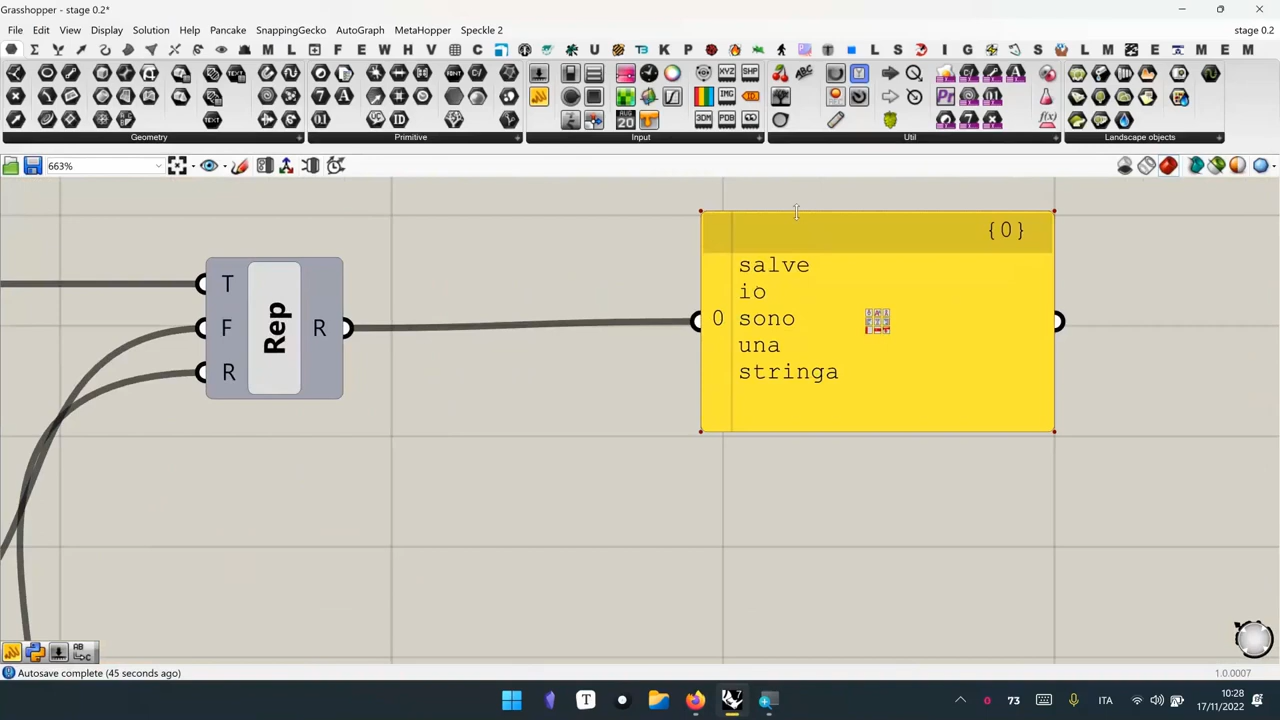 Grasshopper - stage 0.2*
File Edit View Display Solution Help Pancake SnappingGecko AutoGraph MetaHopper Speckle 2
stage 0.2
Geometry
Primitive
Input
Util
Landscape objects
663%
T
F
R
Rep
R
{0}
0
salve
io
sono
una
stringa
Autosave complete (45 seconds ago)
1.0.0007
73
ITA
10:28
17/11/2022